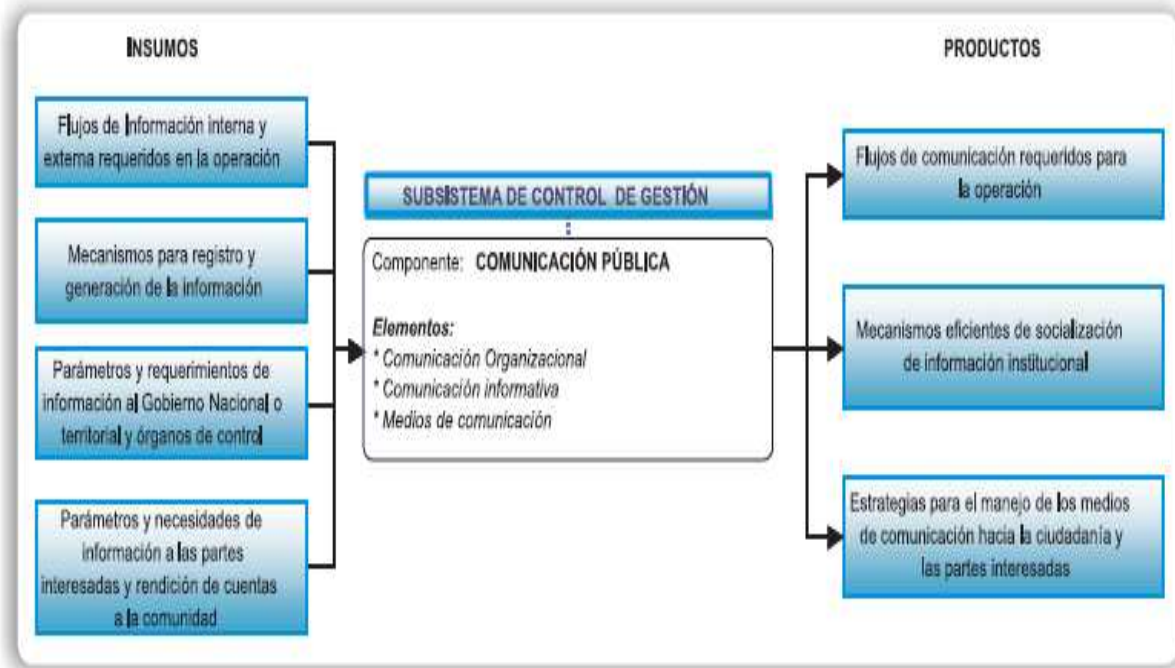 INSUMOS
Flujos de Información interna y
externa requeridos en la operación
Mecanismos para registro y
generación de la información
Parámetros y requerimientos de
información al Gobierno Nacional o
territorial y órganos de control
Parámetros y necesidades de
información a las partes
interesadas y rendición de cuentas
a la comunidad
SUBSISTEMA DE CONTROL DE GESTIÓN
Componente: COMUNICACIÓN PÚBLICA
Elementos:
* Comunicación Organizacional
* Comunicación informativa
* Medios de comunicación
PRODUCTOS
Flujos de comunicación requeridos para
la operación
Mecanismos eficientes de socialización
de información institucional
Estrategias para el manejo de los medios
de comunicación hacia la ciudadanía y
las partes interesadas